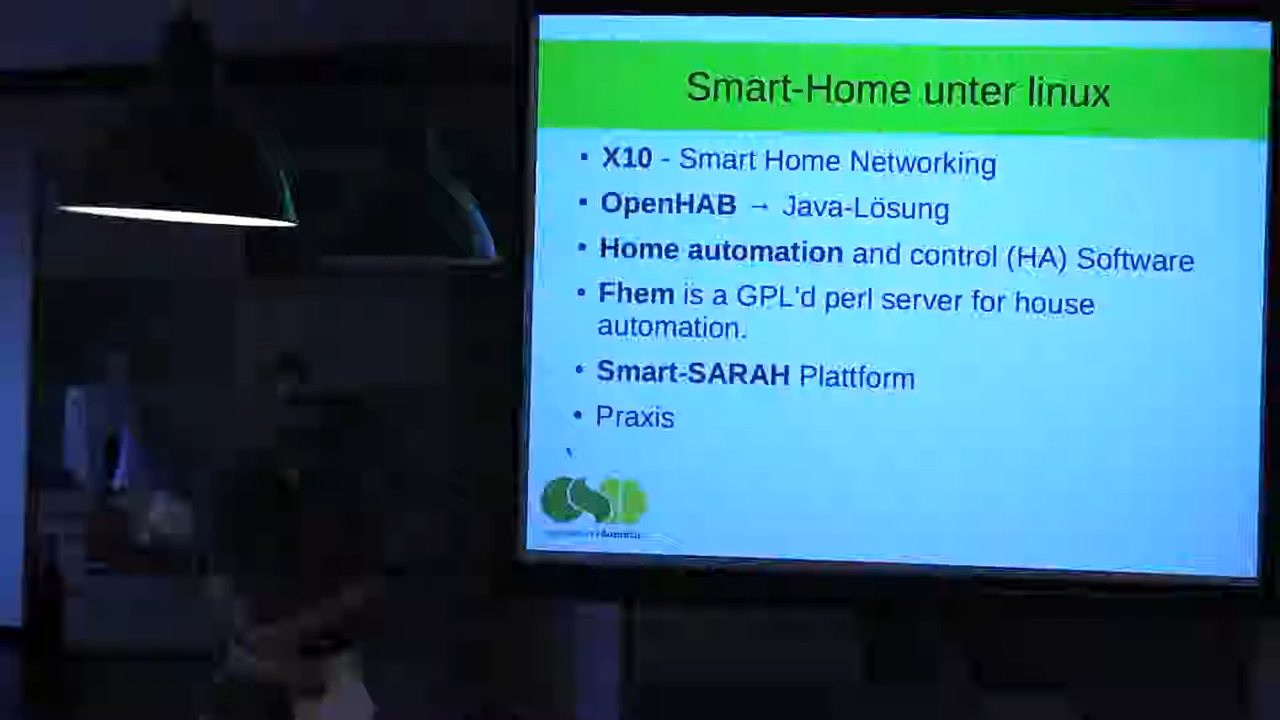 Smart-Home unter linux
• X10 - Smart Home Networking
• OpenHAB → Java-Lösung
• Home automation and control (HA) Software
• Fhem is a GPL'd perl server for house
automation.
• Smart-SARAH Plattform
• Praxis